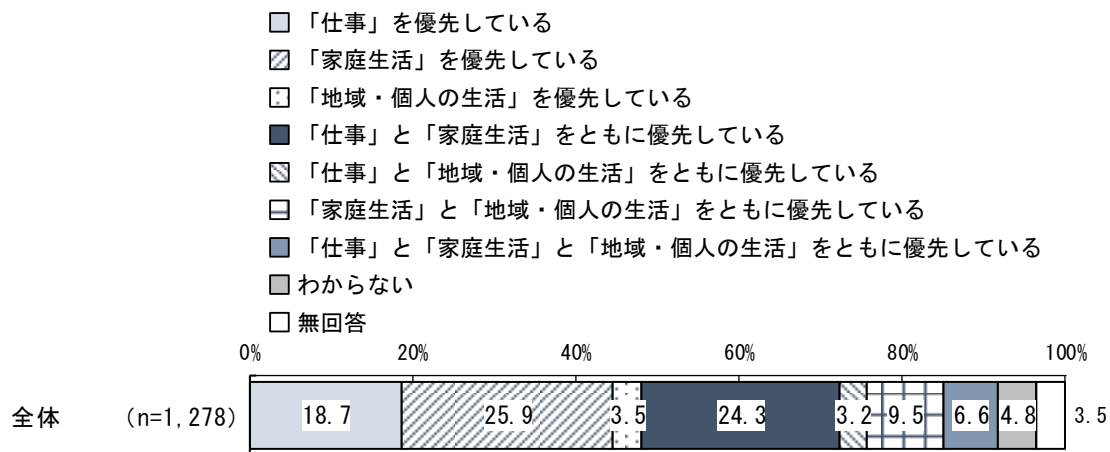 「仕事」を優先している
「家庭生活」を優先している
「地域・個人の生活」を優先している
「仕事」と「家庭生活」をともに優先している
「仕事」と「地域・個人の生活」をともに優先している
「家庭生活」と「地域・個人の生活」をともに優先している
「仕事」と「家庭生活」と「地域・個人の生活」をともに優先している
わからない
無回答
0% 20% 40% 60% 80% 100%
全体 (n=1,278) 18.7 25.9 3.5 24.3 3.2 9.5 6.6 4.8 3.5